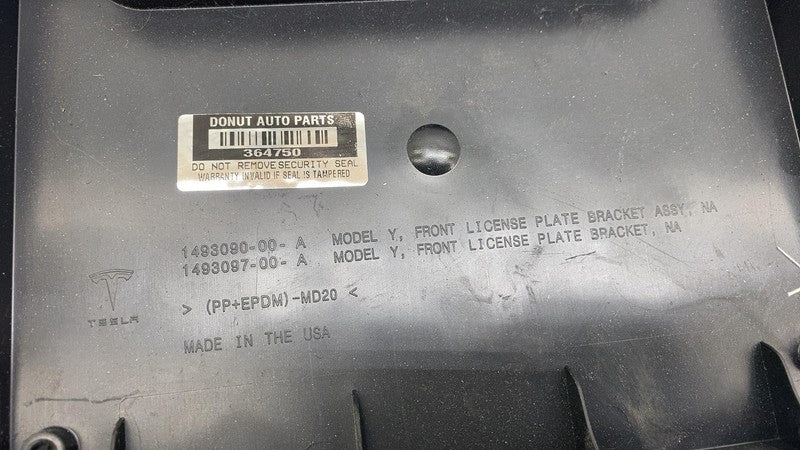 DONUT AUTO PARTS
364750
DO NOT REMOVE SECURITY SEAL
WARRANTY INVALID IF SEAL IS TAMPERED
1493090-00- A MODEL Y, FRONT LICENSE PLATE BRACKET ASSY, NA
1493097-00- A MODEL Y, FRONT LICENSE PLATE BRACKET, NA
> (PP+EPDM)-MD20 <
TESLA
MADE IN THE USA